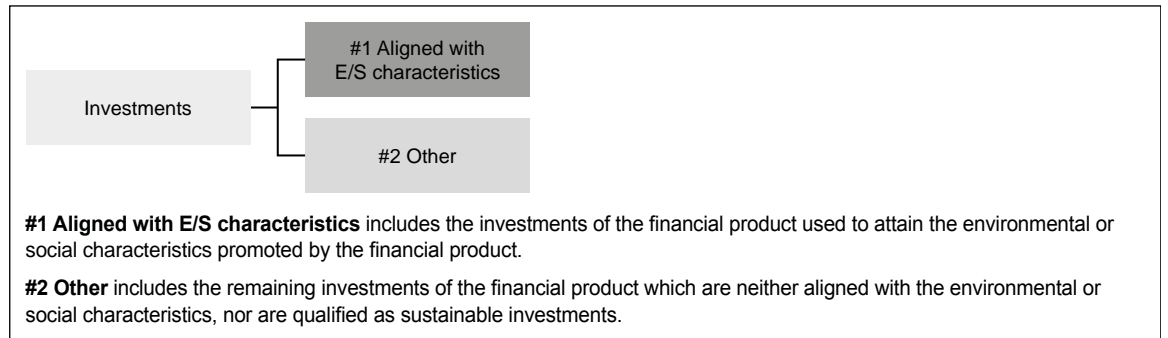 #1 Aligned with
E/S characteristics
Investments
#2 Other
#1 Aligned with E/S characteristics includes the investments of the financial product used to attain the environmental or
social characteristics promoted by the financial product.
#2 Other includes the remaining investments of the financial product which are neither aligned with the environmental or
social characteristics, nor are qualified as sustainable investments.